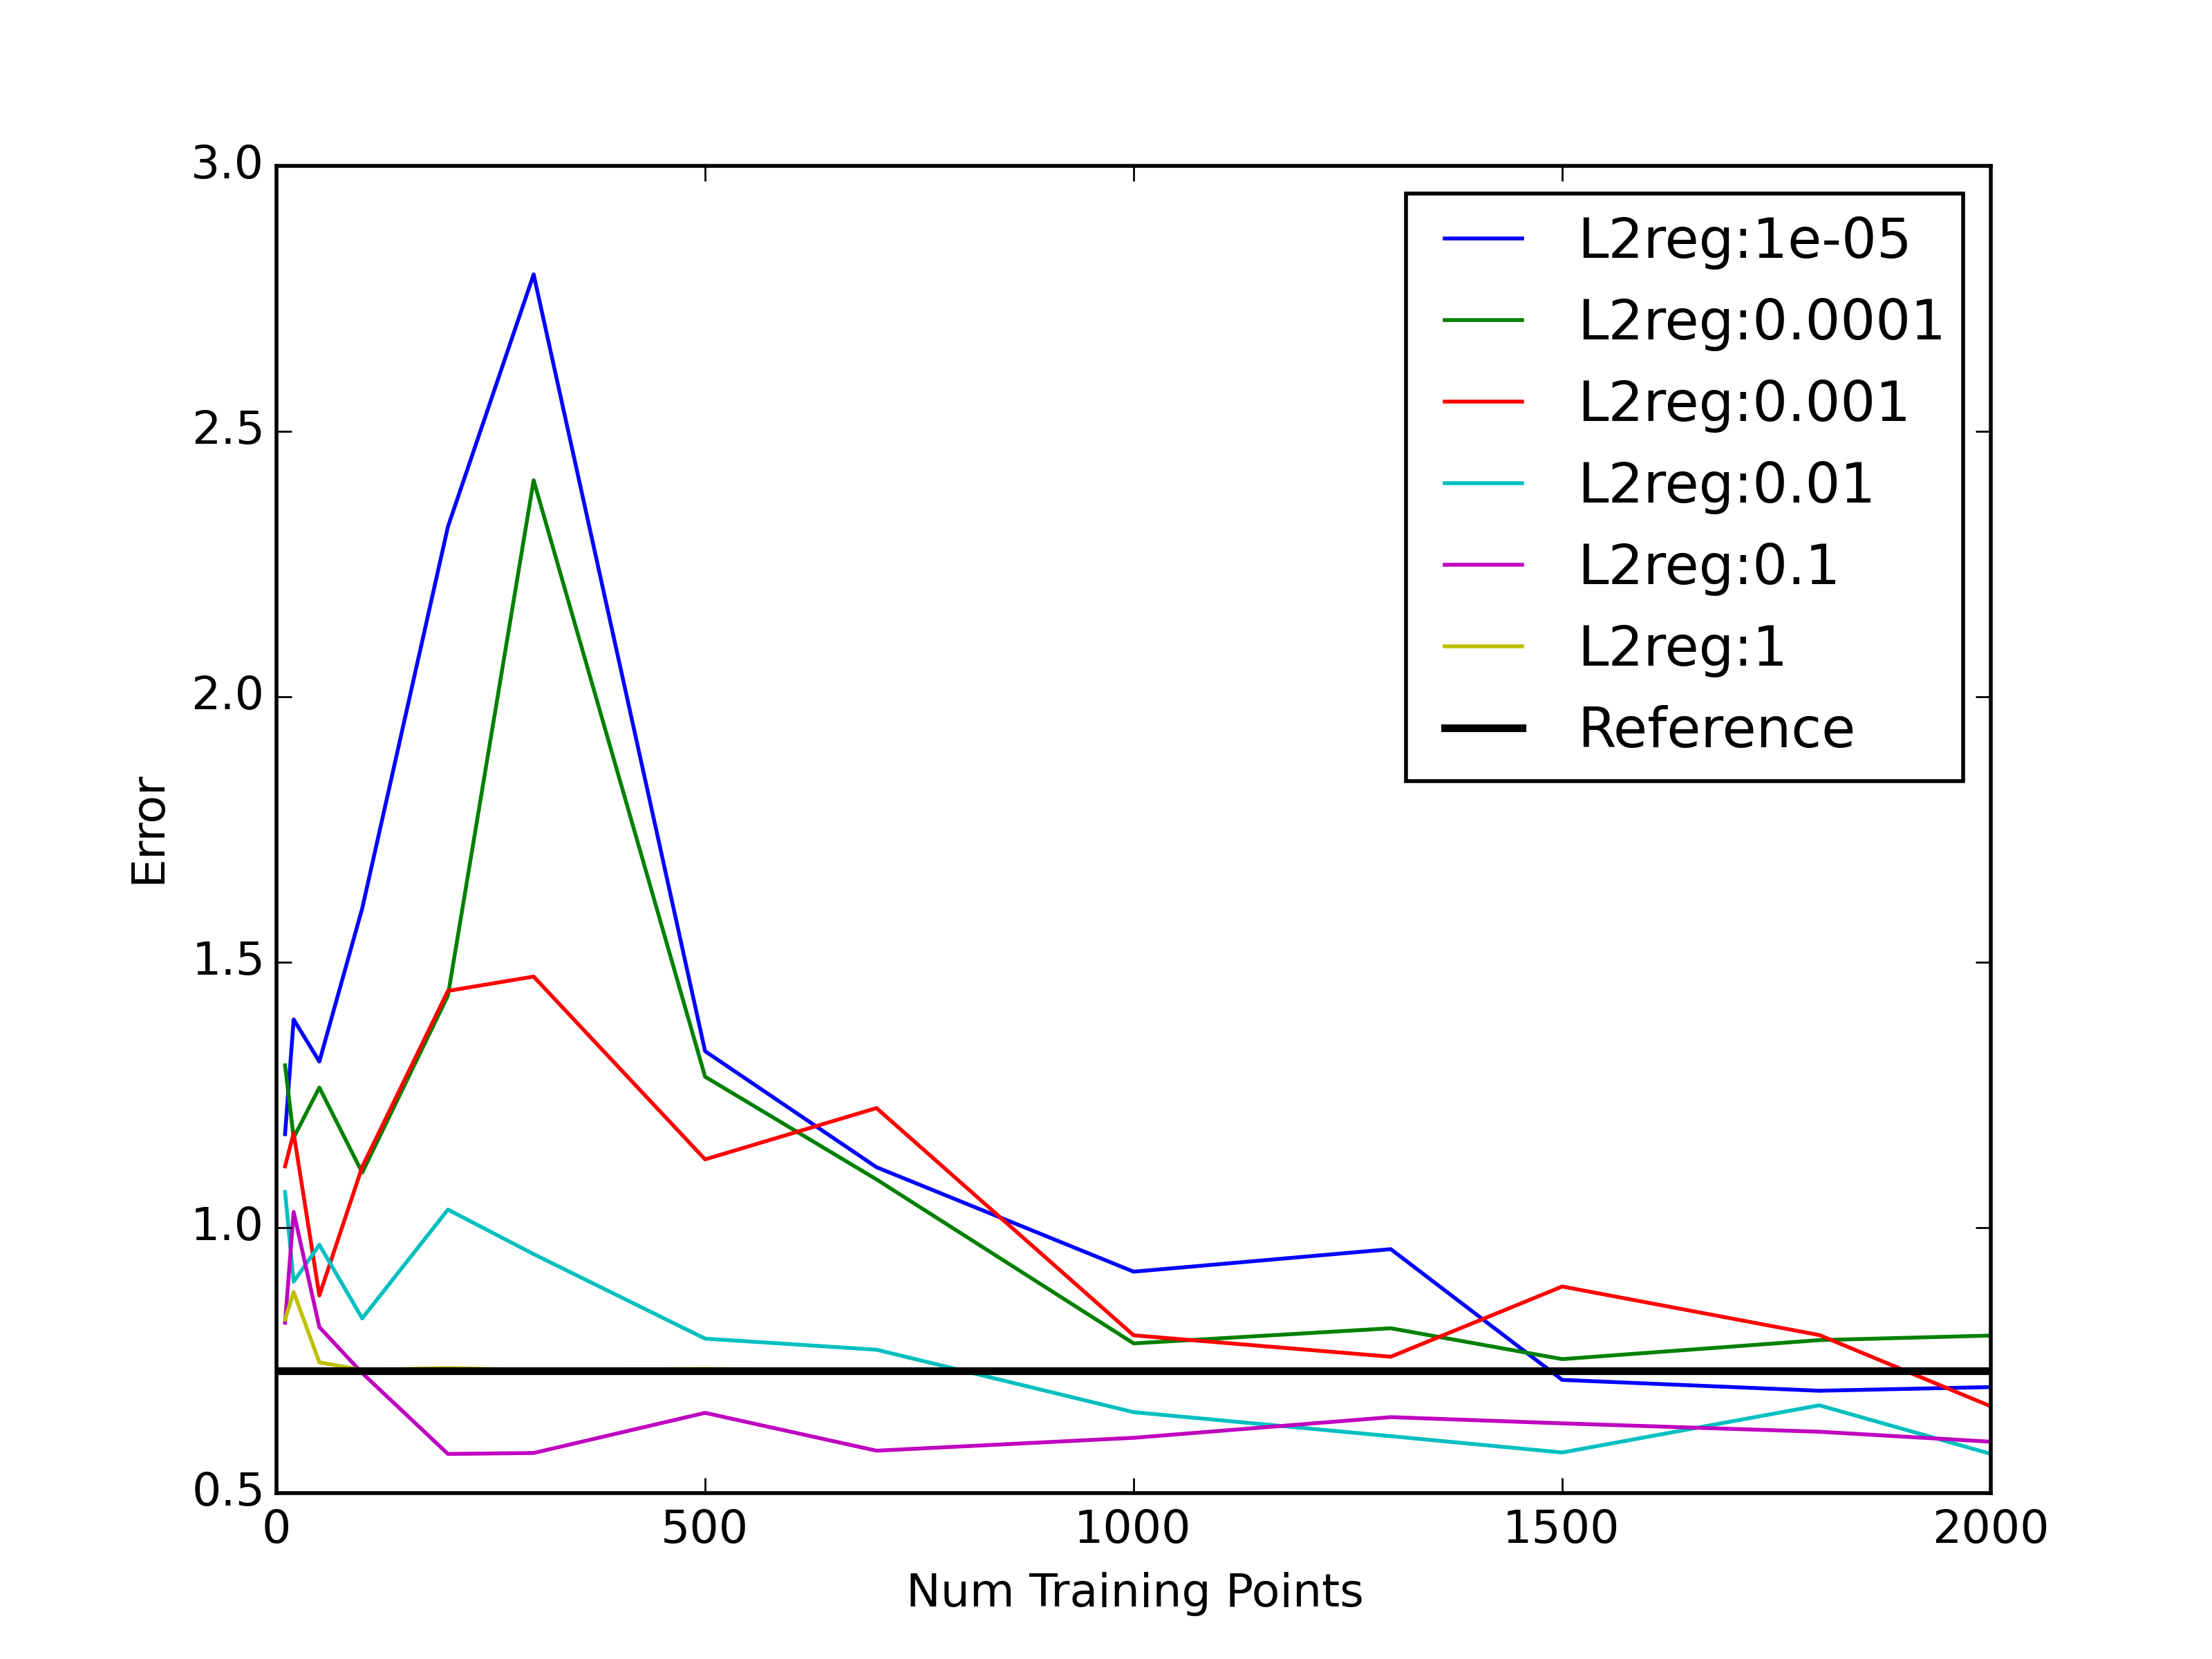 3.0
2.5
2.0
1.5
1.0
0.5
Error
0
500
1000
1500
2000
Num Training Points
L2reg:1e-05
L2reg:0.0001
L2reg:0.001
L2reg:0.01
L2reg:0.1
L2reg:1
Reference